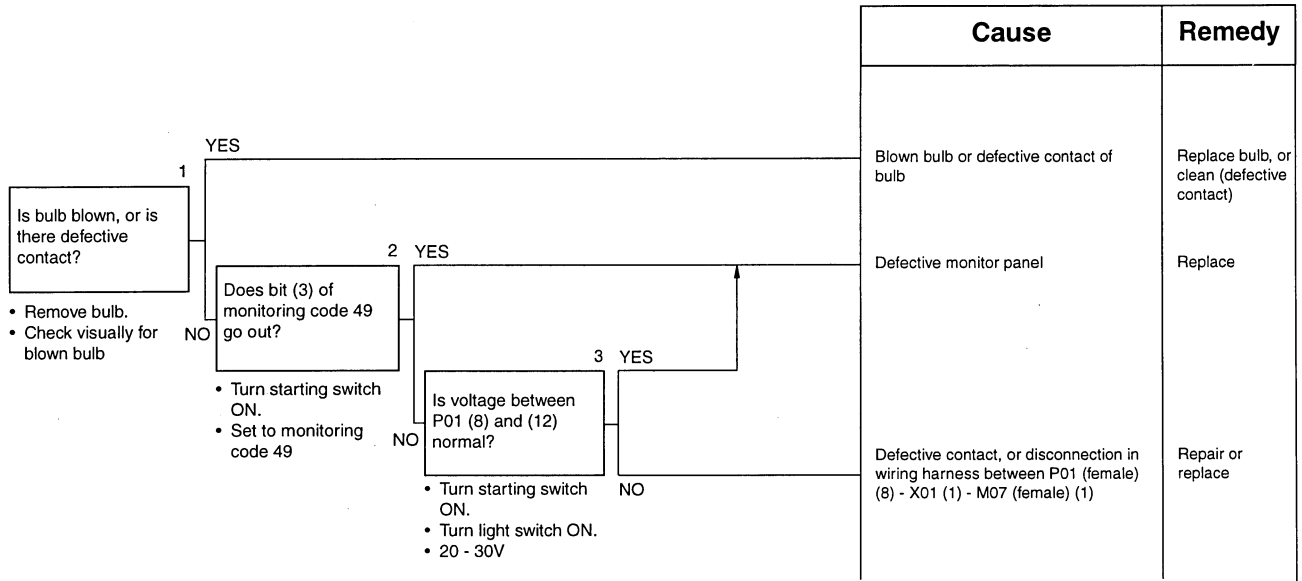 Cause
Remedy
YES
1
Is bulb blown, or is
there defective
contact?
• Remove bulb.
• Check visually for
blown bulb
NO
Blown bulb or defective contact of
bulb
Replace bulb, or
clean (defective
contact)
2
YES
Does bit (3) of
monitoring code 49
go out?
• Turn starting switch
ON.
• Set to monitoring
code 49
NO
Defective monitor panel
Replace
3
YES
Is voltage between
P01 (8) and (12)
normal?
• Turn starting switch
ON.
• Turn light switch ON.
• 20 - 30V
NO
Defective contact, or disconnection in
wiring harness between P01 (female)
(8) - X01 (1) - M07 (female) (1)
Repair or
replace